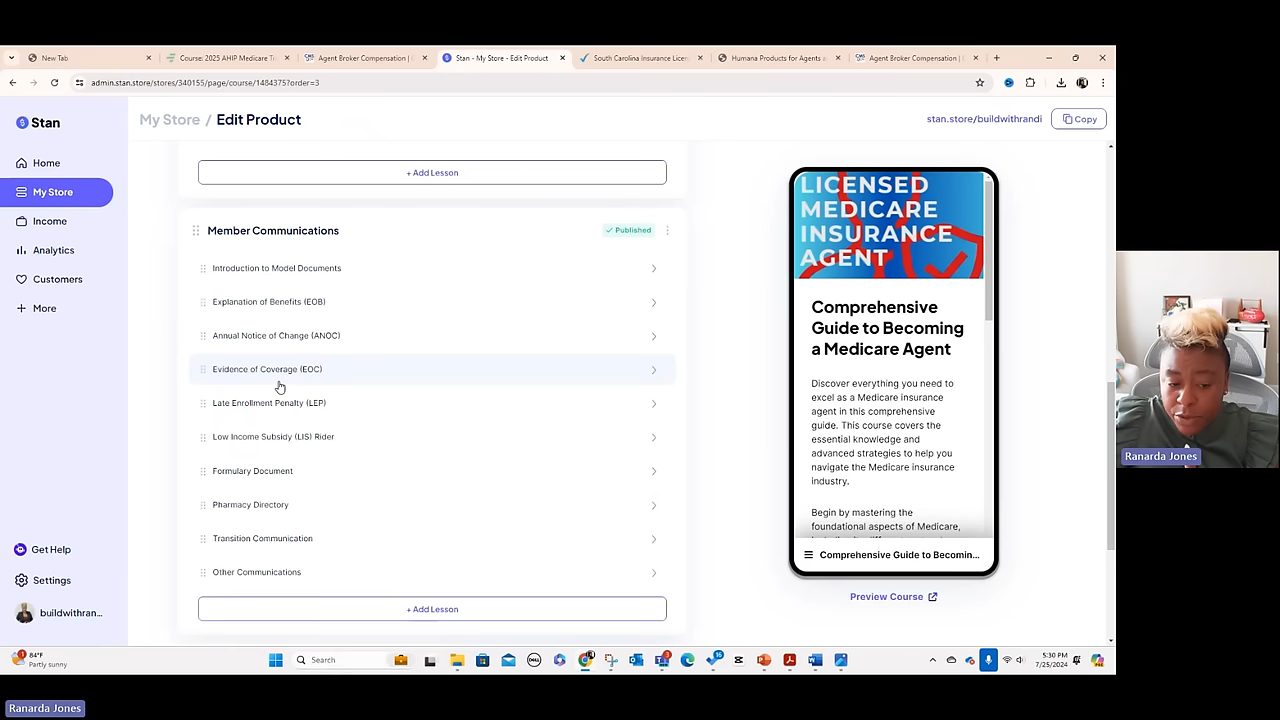 New Tab
Course: 2025 AHIP Medicare Tr
Agent Broker Compensation | C
Stan - My Store - Edit Product
South Carolina Insurance Licen
Humana Products for Agents a
Agent Broker Compensation | C
admin.stan.store/stores/340155/page/course/1484375?order=3
Stan
Home
My Store
Income
Analytics
Customers
More
Get Help
Settings
buildwithran...
My Store / Edit Product
stan.store/buildwithrandi
Copy
+ Add Lesson
Member Communications
Published
Introduction to Model Documents
Explanation of Benefits (EOB)
Annual Notice of Change (ANOC)
Evidence of Coverage (EOC)
Late Enrollment Penalty (LEP)
Low Income Subsidy (LIS) Rider
Formulary Document
Pharmacy Directory
Transition Communication
Other Communications
+ Add Lesson
LICENSED
MEDICARE
INSURANCE
AGENT
Comprehensive
Guide to Becoming
a Medicare Agent
Discover everything you need to
excel as a Medicare insurance
agent in this comprehensive
guide. This course covers the
essential knowledge and
advanced strategies to help you
navigate the Medicare insurance
industry.
Begin by mastering the
foundational aspects of Medicare,
Comprehensive Guide to Becomin...
Preview Course
84°F
Partly sunny
Search
DELL
16
5:30 PM
7/25/2024
Ranarda Jones
Ranarda Jones